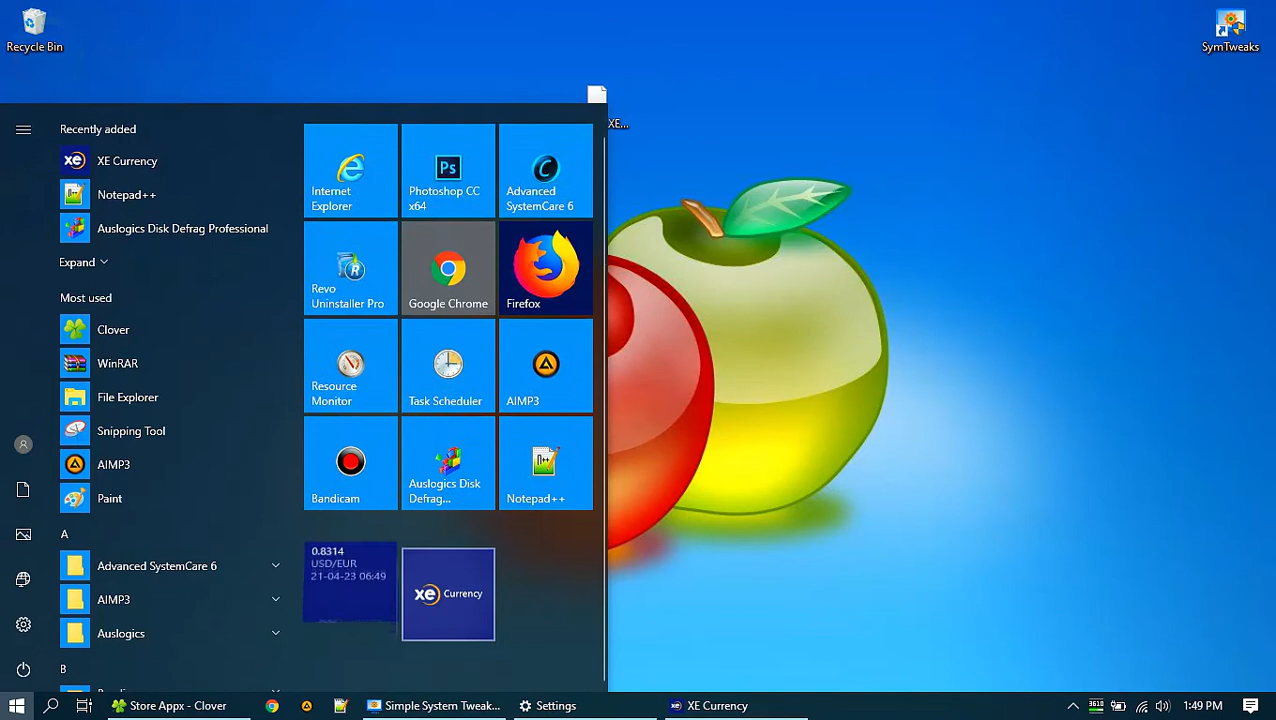 Recycle Bin
SymTweaks
XE...
Recently added
XE Currency
Notepad++
Auslogics Disk Defrag Professional
Expand
Most used
Clover
WinRAR
File Explorer
Snipping Tool
AIMP3
Paint
A
Advanced SystemCare 6
AIMP3
Auslogics
B
Internet
Explorer
Ps
Photoshop CC
x64
Advanced
SystemCare 6
Revo
Uninstaller Pro
Google Chrome
Firefox
Resource
Monitor
Task Scheduler
AIMP3
Bandicam
Auslogics Disk
Defrag...
Notepad++
0.8314
USD/EUR
21-04-23 06:49
xe Currency
Store Appx - Clover
Simple System Tweak...
Settings
XE Currency
3610
1:49 PM